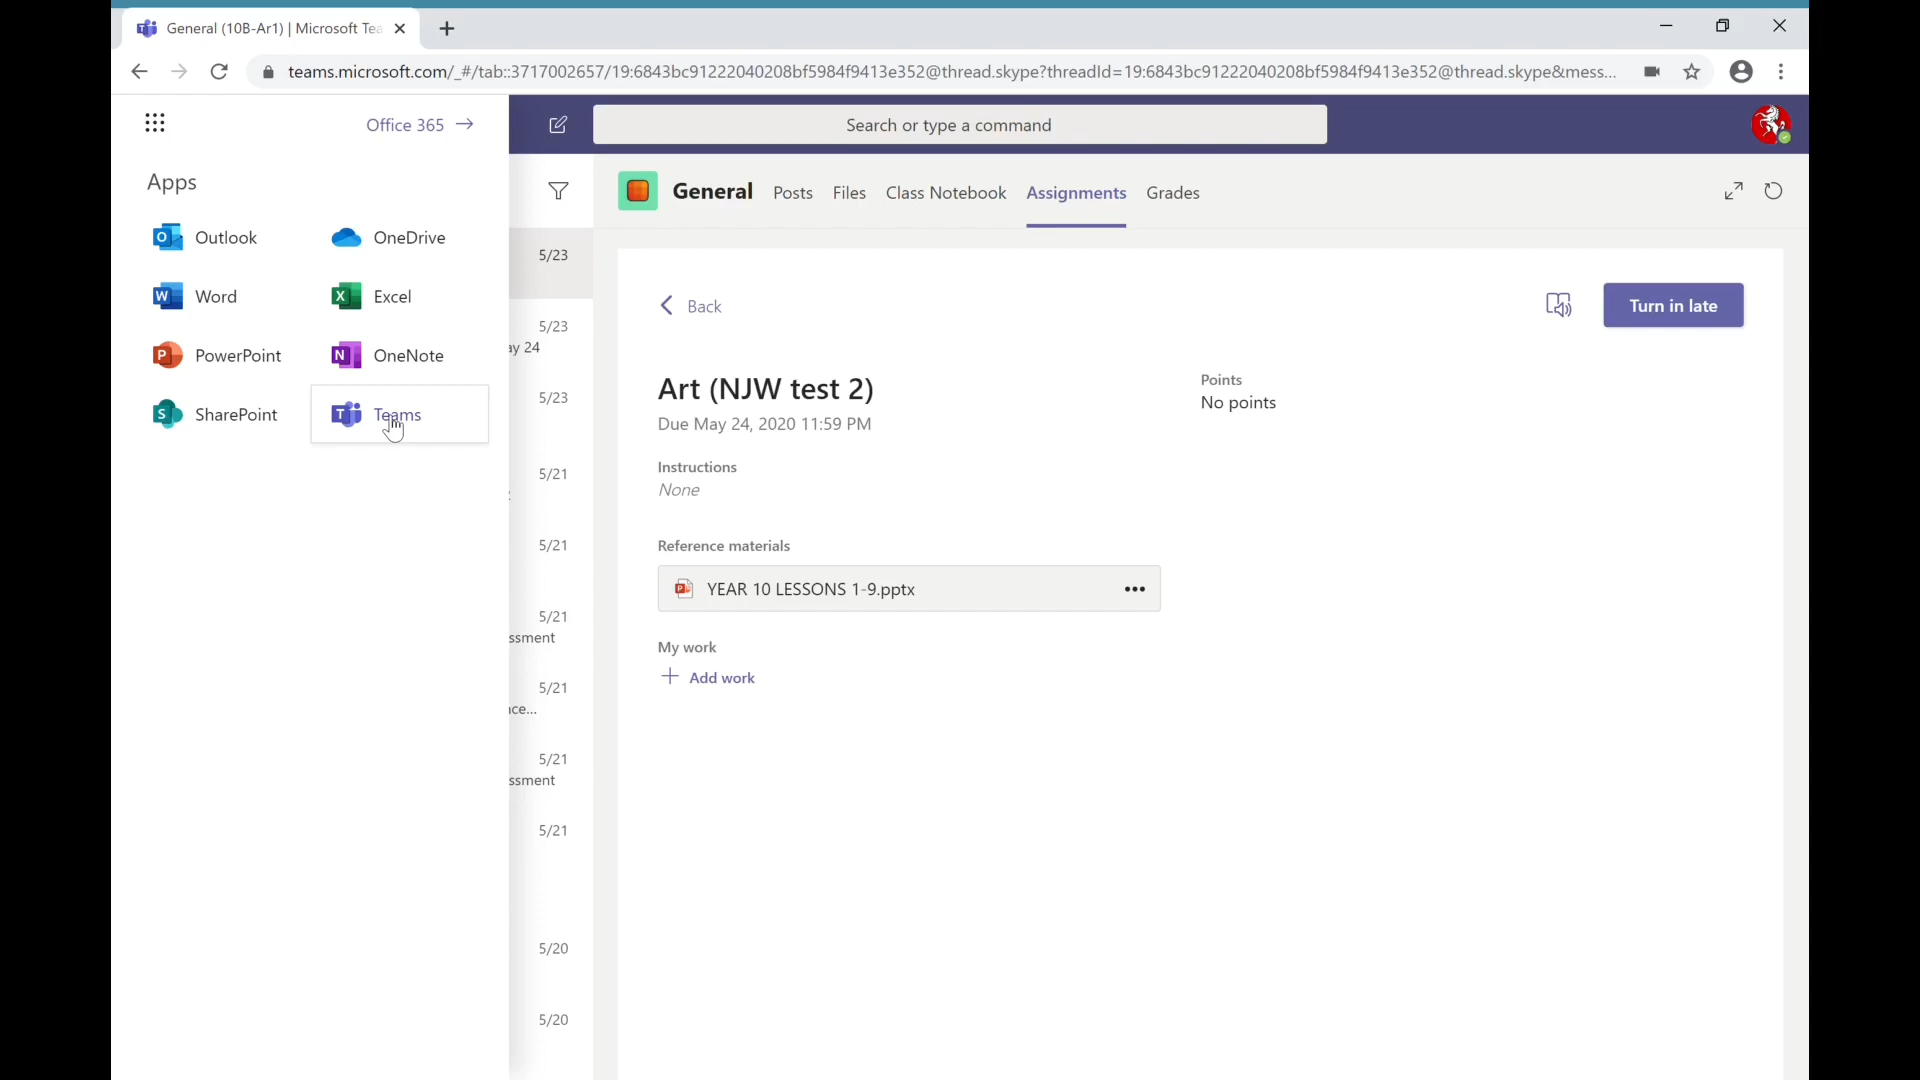 General (10B-Ar1) | Microsoft Tea
teams.microsoft.com/_#/tab::3717002657/19:6843bc91222040208bf5984f9413e352@thread.skype?threadId=19:6843bc91222040208bf5984f9413e352@thread.skype&mess...
Office 365
Search or type a command
Apps
Outlook
OneDrive
Word
Excel
PowerPoint
OneNote
SharePoint
Teams
5/23
5/23
ay 24
5/23
5/21
5/21
5/21
ssment
5/21
nce...
5/21
ssment
5/21
5/20
5/20
General Posts Files Class Notebook Assignments Grades
Back
Turn in late
Art (NJW test 2)
Due May 24, 2020 11:59 PM
Points
No points
Instructions
None
Reference materials
YEAR 10 LESSONS 1-9.pptx
My work
Add work